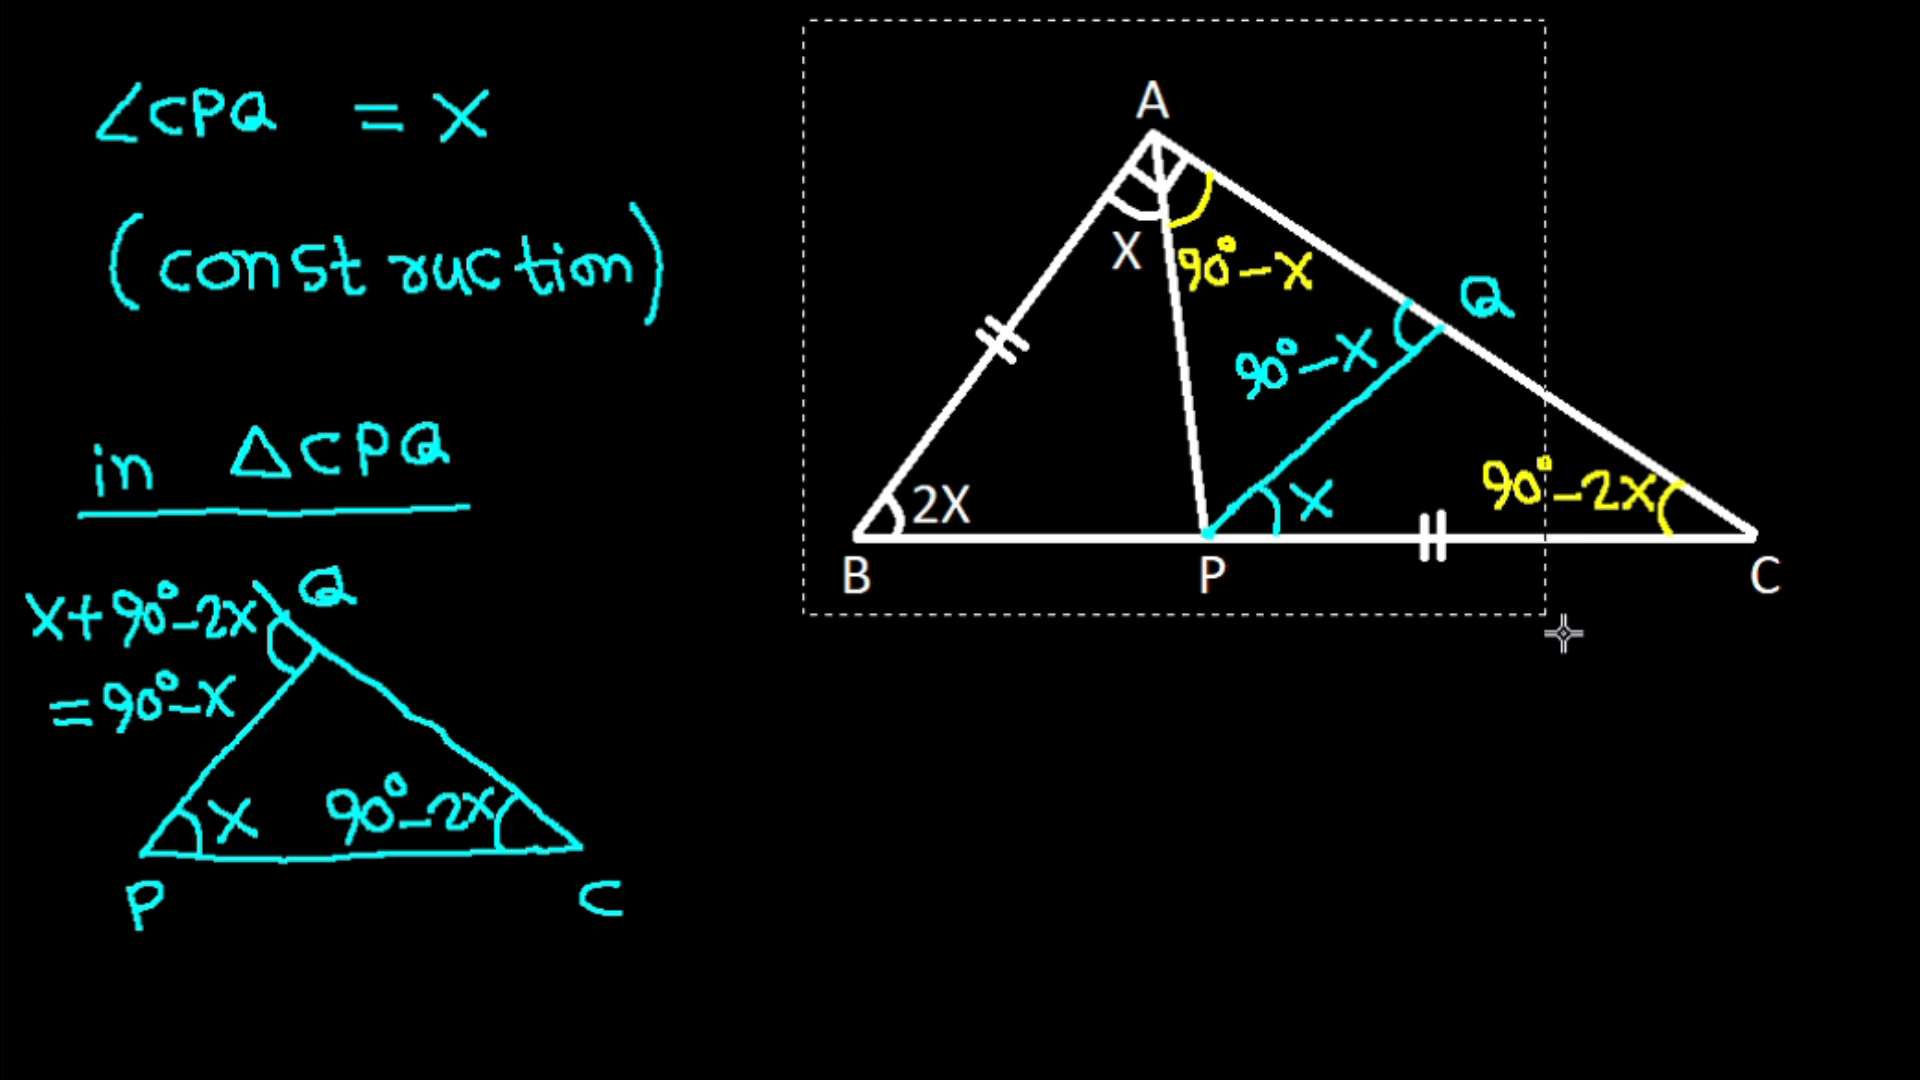 ∠CPQ = x
(construction)
in △CPQ
Q
x+90°-2x
=90°-x
x 90°-2x
P C
A
X 90°-x
Q
90°-x
2X x 90°-2x
B P C